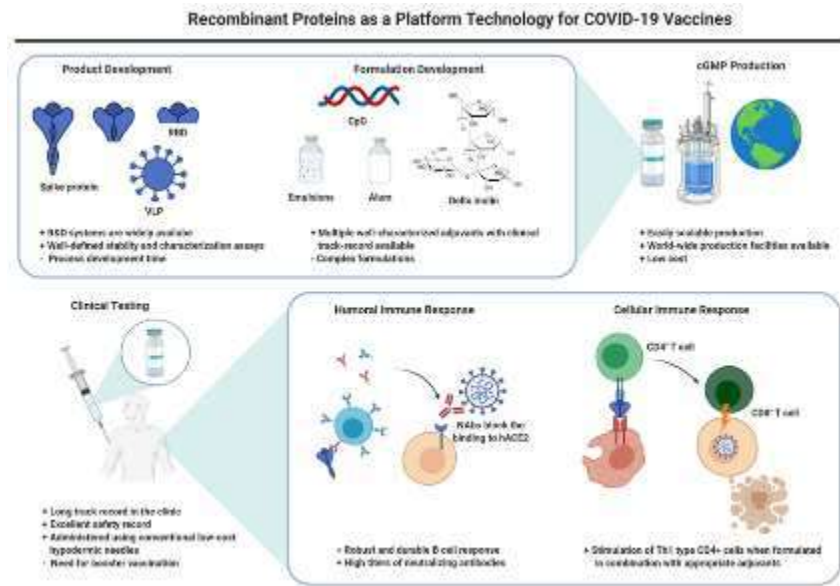 Recombinant Proteins as a Platform Technology for COVID-19 Vaccines
Product Development
Spike protein
RBD
VLP
+ R&D systems are widely available
+ Well-defined stability and characterization assays
- Process development time
Formulation Development
CpG
Emulsions
Alum
Delta inulin
+ Multiple well-characterized adjuvants with clinical
track-record available
- Complex formulations
cGMP Production
+ Easily scalable production
+ World-wide production facilities available
+ Low cost
Clinical Testing
+ Long track record in the clinic
+ Excellent safety record
+ Administered using conventional low-cost
hypodermic needles
- Need for booster vaccination
Humoral Immune Response
NAbs block the
binding to hACE2
+ Robust and durable B cell response
+ High titers of neutralizing antibodies
Cellular Immune Response
CD4+ T cell
CD8+ T cell
+ Stimulation of Th1 type CD4+ cells when formulated
in combination with appropriate adjuvants